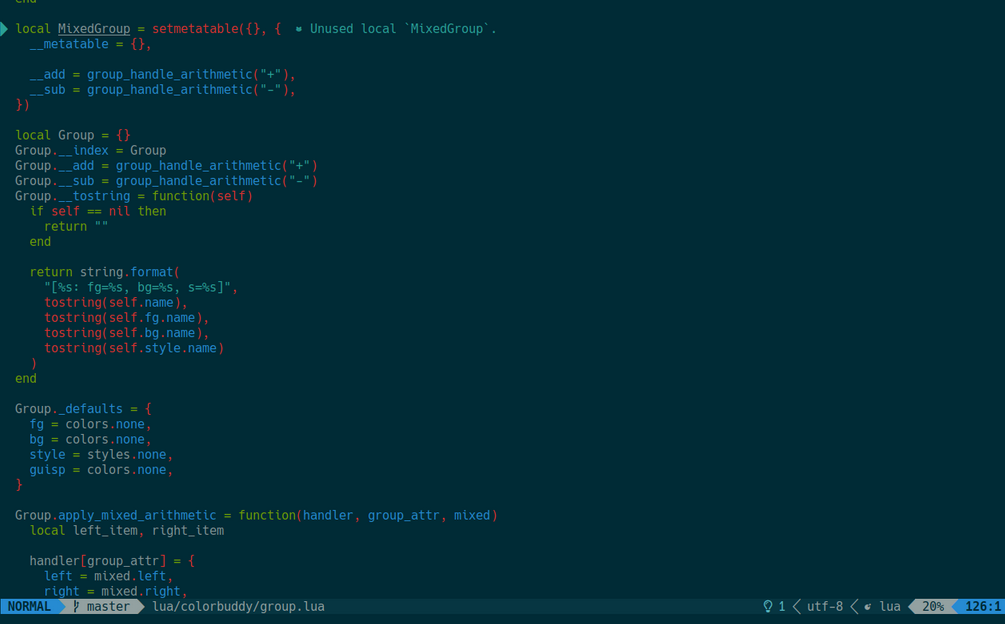 end
local MixedGroup = setmetatable({}, { Unused local `MixedGroup`.
  __metatable = {},
  __add = group_handle_arithmetic("+"),
  __sub = group_handle_arithmetic("-"),
})
local Group = {}
Group.__index = Group
Group.__add = group_handle_arithmetic("+")
Group.__sub = group_handle_arithmetic("-")
Group.__tostring = function(self)
  if self == nil then
    return ""
  end
  return string.format(
    "[%s: fg=%s, bg=%s, s=%s]",
    tostring(self.name),
    tostring(self.fg.name),
    tostring(self.bg.name),
    tostring(self.style.name)
  )
end
Group._defaults = {
  fg = colors.none,
  bg = colors.none,
  style = styles.none,
  guisp = colors.none,
}
Group.apply_mixed_arithmetic = function(handler, group_attr, mixed)
  local left_item, right_item
  handler[group_attr] = {
    left = mixed.left,
    right = mixed.right,
NORMAL master lua/colorbuddy/group.lua 1 utf-8 lua 20% 126:1